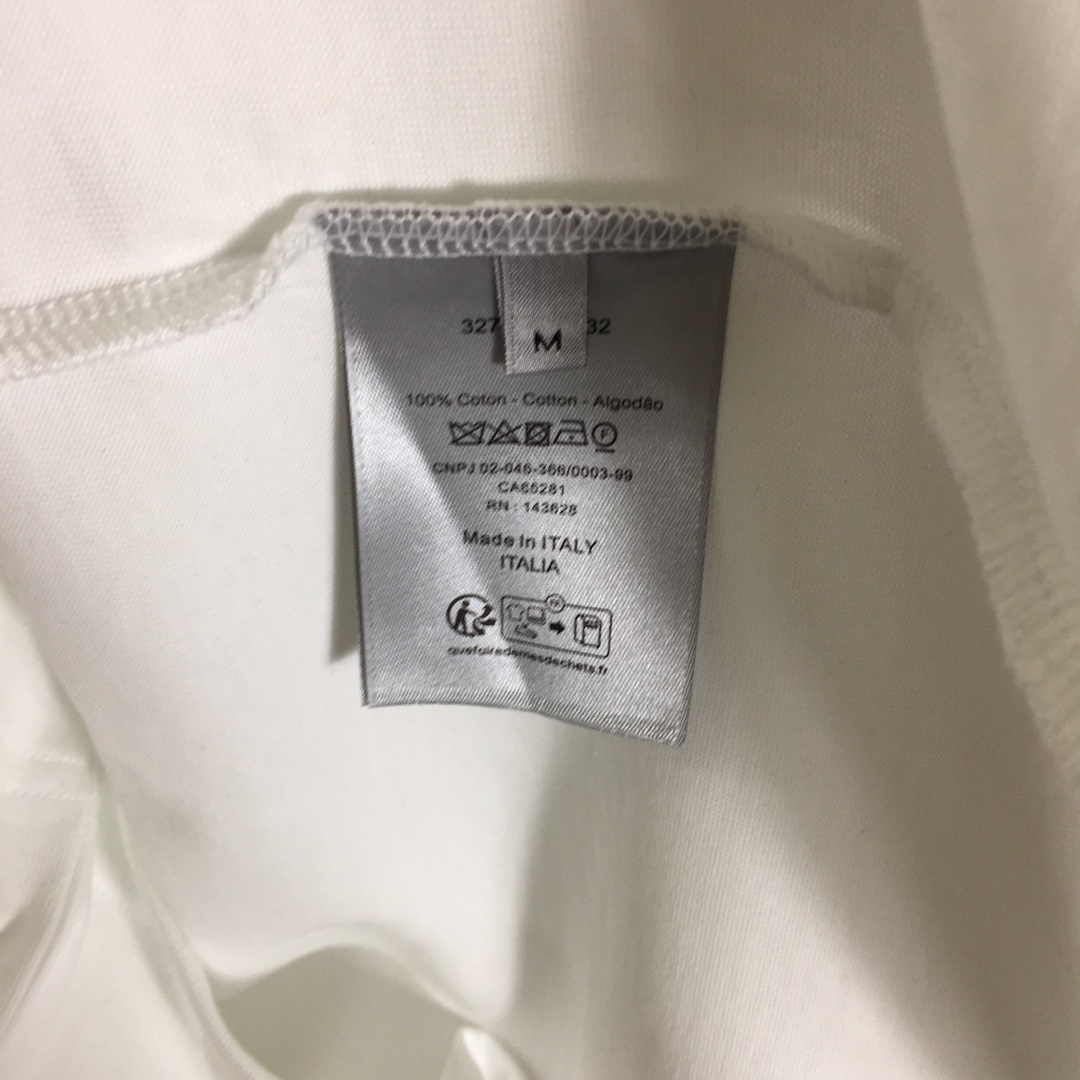 327 32
M
100% Coton - Cotton - Algodão
F
CNPJ 02-046-366/0003-99
CA65281
RN : 143628
Made In ITALY
ITALIA
FR
quefairedemesdechets.fr